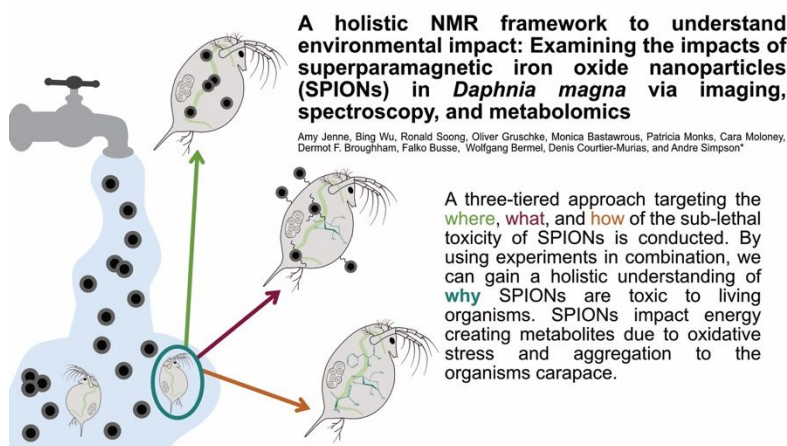 A holistic NMR framework to understand
environmental impact: Examining the impacts of
superparamagnetic iron oxide nanoparticles
(SPIONs) in Daphnia magna via imaging,
spectroscopy, and metabolomics
Amy Jenne, Bing Wu, Ronald Soong, Oliver Gruschke, Monica Bastawrous, Patricia Monks, Cara Moloney,
Dermot F. Broughham, Falko Busse, Wolfgang Bermel, Denis Courtier-Murias, and Andre Simpson*
A three-tiered approach targeting the
where, what, and how of the sub-lethal
toxicity of SPIONs is conducted. By
using experiments in combination, we
can gain a holistic understanding of
why SPIONs are toxic to living
organisms. SPIONs impact energy
creating metabolites due to oxidative
stress and aggregation to the
organisms carapace.